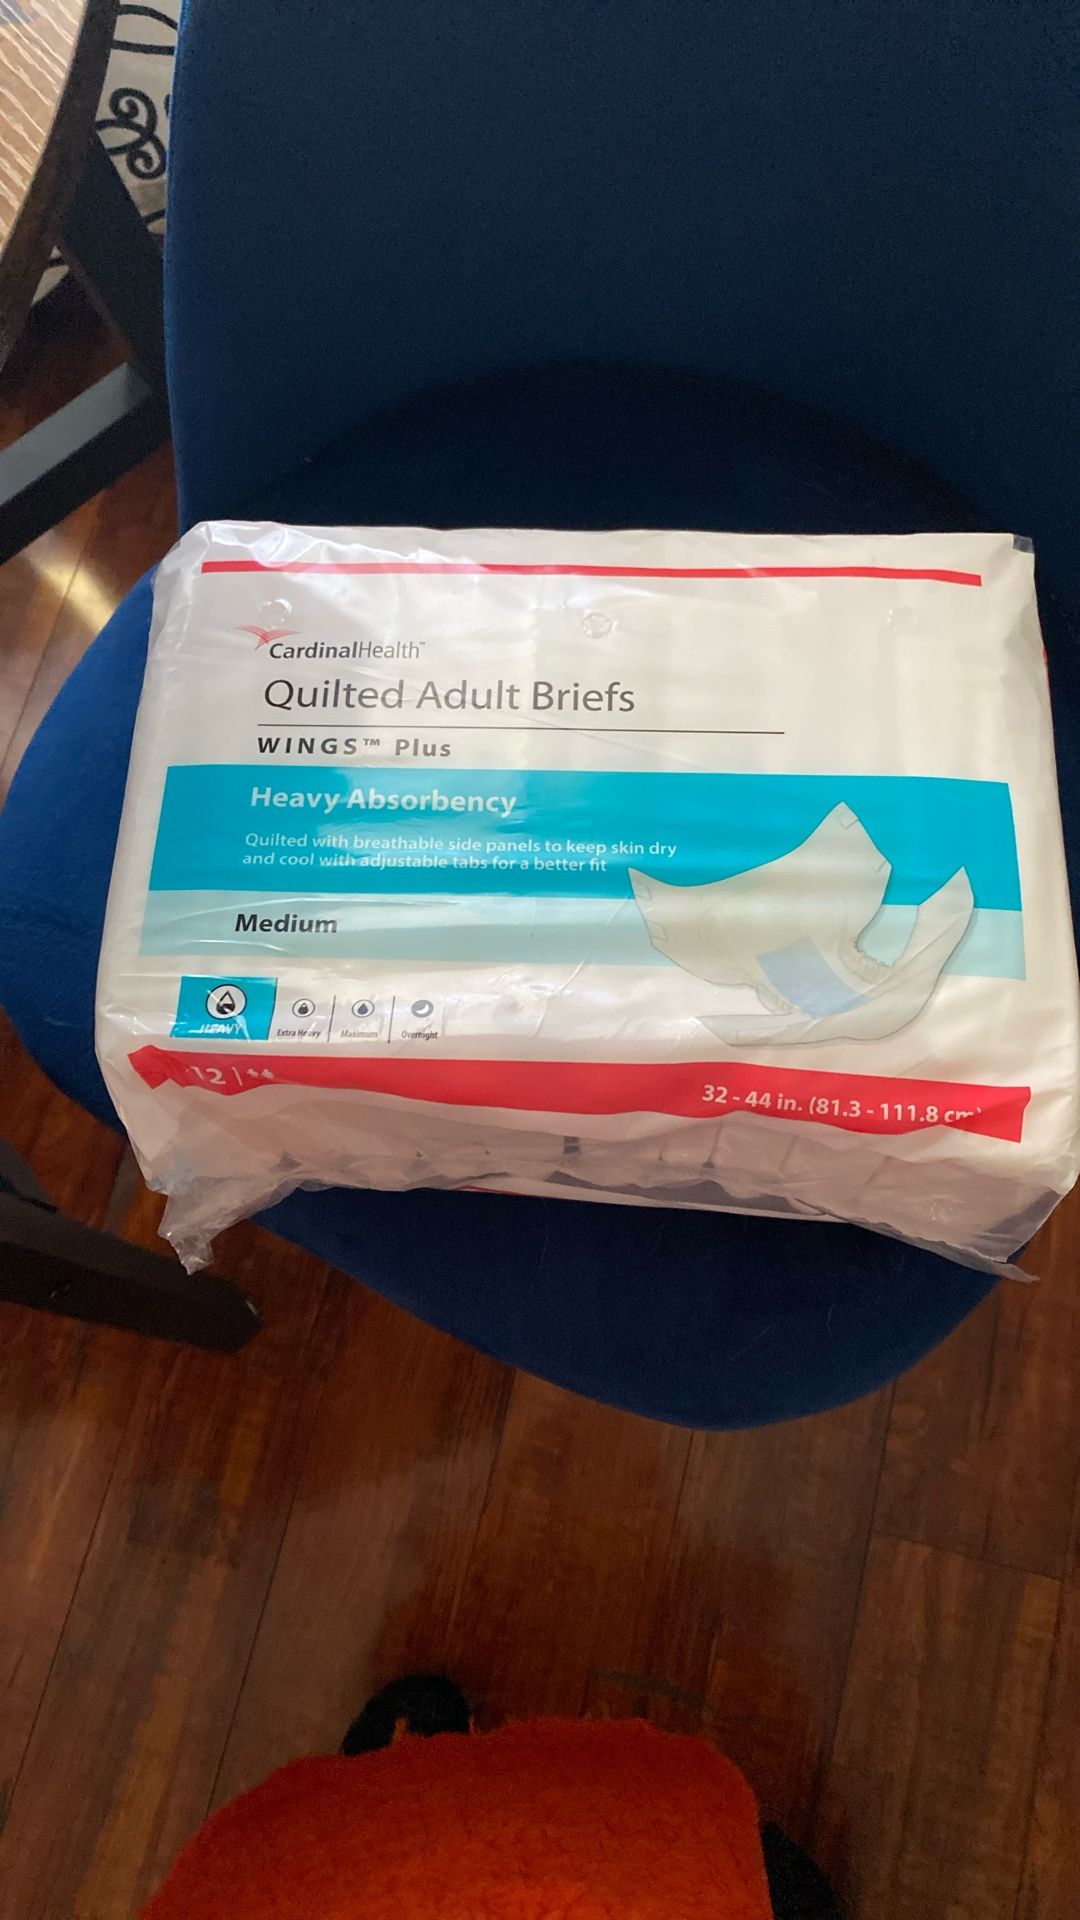 CardinalHealth™
Quilted Adult Briefs
WINGS™ Plus
Heavy Absorbency
Quilted with breathable side panels to keep skin dry
and cool with adjustable tabs for a better fit
Medium
HEAVY
Extra Heavy
Maximum
Overnight
12
32 - 44 in. (81.3 - 111.8 cm)